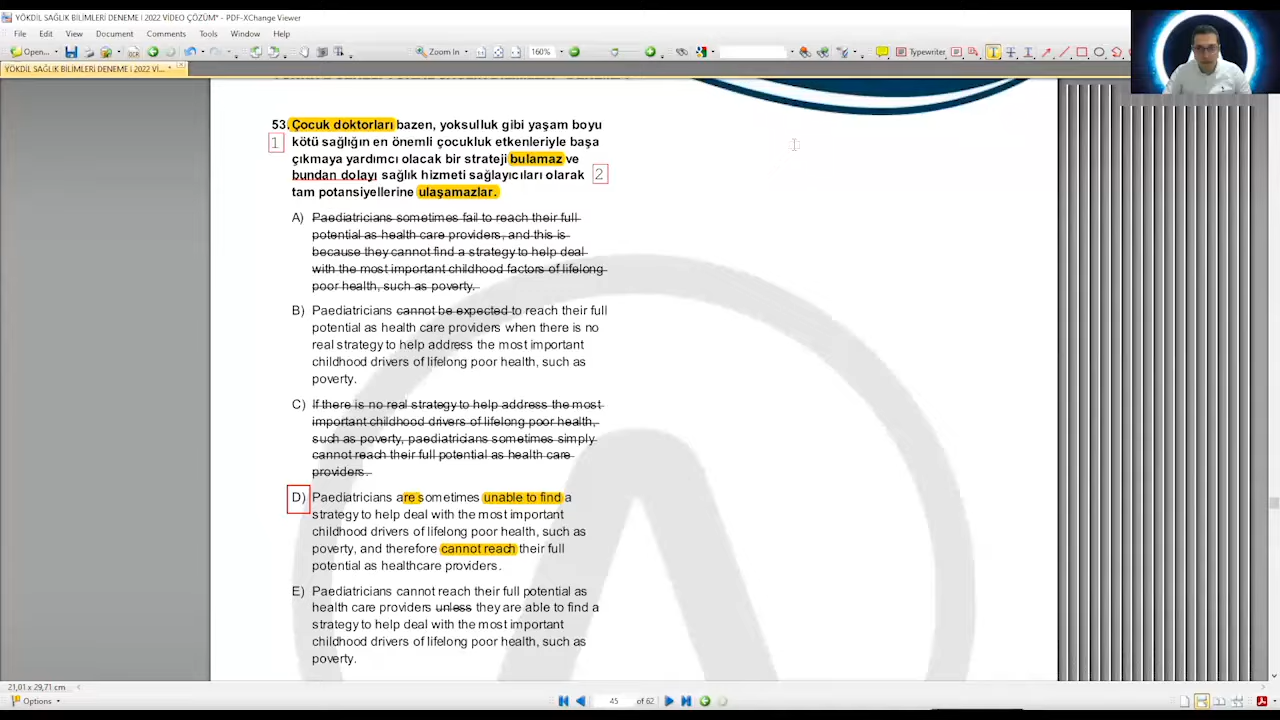 YÖKDİL SAĞLIK BİLİMLERİ DENEME I 2022 VİDEO ÇÖZÜM* - PDF-XChange Viewer
File Edit View Document Comments Tools Window Help
Open... Zoom In 160% Typewriter
YÖKDİL SAĞLIK BİLİMLERİ DENEME I 2022 Vİ...
53. Çocuk doktorları bazen, yoksulluk gibi yaşam boyu
1 kötü sağlığın en önemli çocukluk etkenleriyle başa
çıkmaya yardımcı olacak bir strateji bulamaz ve
bundan dolayı sağlık hizmeti sağlayıcıları olarak 2
tam potansiyellerine ulaşamazlar.
A) Paediatricians sometimes fail to reach their full
potential as health care providers, and this is
because they cannot find a strategy to help deal
with the most important childhood factors of lifelong
poor health, such as poverty.
B) Paediatricians cannot be expected to reach their full
potential as health care providers when there is no
real strategy to help address the most important
childhood drivers of lifelong poor health, such as
poverty.
C) If there is no real strategy to help address the most
important childhood drivers of lifelong poor health,
such as poverty, paediatricians sometimes simply
cannot reach their full potential as health care
providers.
D) Paediatricians are sometimes unable to find a
strategy to help deal with the most important
childhood drivers of lifelong poor health, such as
poverty, and therefore cannot reach their full
potential as healthcare providers.
E) Paediatricians cannot reach their full potential as
health care providers unless they are able to find a
strategy to help deal with the most important
childhood drivers of lifelong poor health, such as
poverty.
21,01 x 29,71 cm
Options 45 of 62